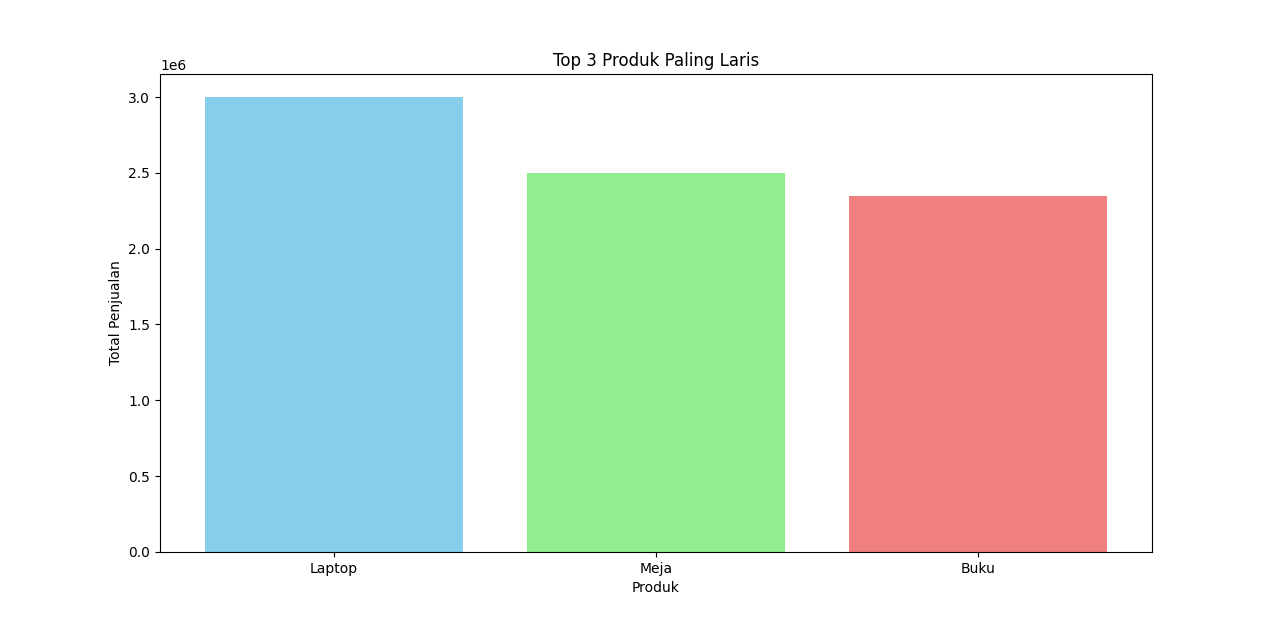 Top 3 Produk Paling Laris
1e6
3.0
2.5
2.0
1.5
1.0
0.5
0.0
Total Penjualan
Laptop Meja Buku
Produk